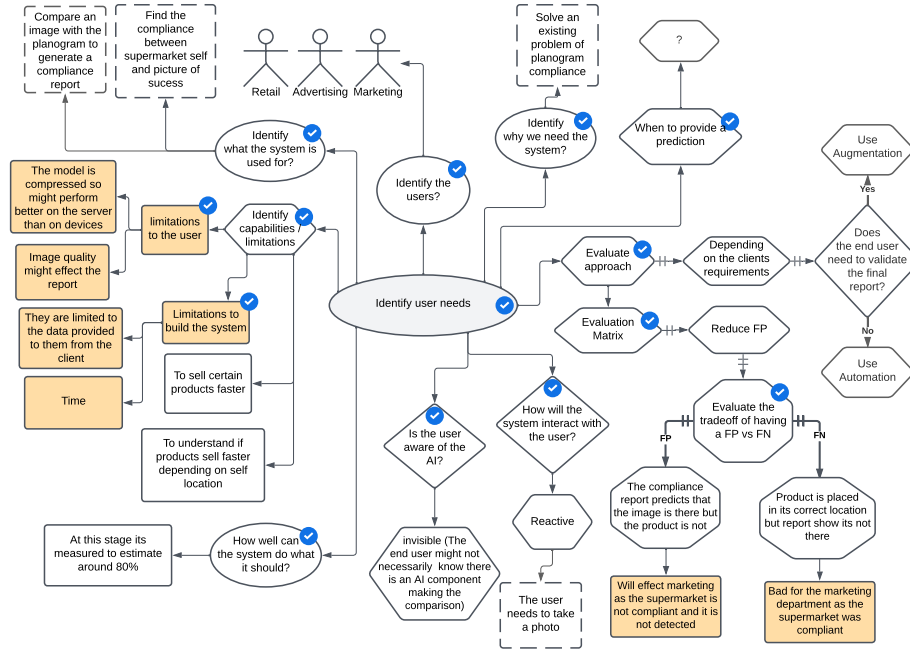 Compare an
image with the
planogram to
generate a
compliance
report
Find the
compliance
between
supermarket self
and picture of
sucess
Retail
Advertising
Marketing
Solve an
existing
problem of
planogram
compliance
?
Identify
what the system is
used for?
Identify the
users?
Identify
why we need the
system?
When to provide a
prediction
Use
Augmentation
Yes
The model is
compressed so
might perform
better on the server
than on devices
limitations
to the user
Identify
capabilities /
limitations
Image quality
might effect the
report
Evaluate
approach
Depending
on the clients
requirements
Does
the end user
need to validate
the final
report?
Identify user needs
They are limited to
the data provided
to them from the
client
Limitations to
build the system
Evaluation
Matrix
Reduce FP
No
Use
Automation
To sell certain
products faster
Time
Is the user
aware of the
AI?
How will the
system interact with
the user?
Evaluate the
tradeoff of having
a FP vs FN
FP
FN
To understand if
products sell faster
depending on self
location
The compliance
report predicts that
the image is there but
the product is not
Product is placed
in its correct location
but report show its not
there
Reactive
At this stage its
measured to estimate
around 80%
How well can
the system do what
it should?
invisible (The
end user might not
necessarily know there
is an AI component
making the
comparison)
The user
needs to take
a photo
Will effect marketing
as the supermarket is
not compliant and it is
not detected
Bad for the marketing
department as the
supermarket was
compliant